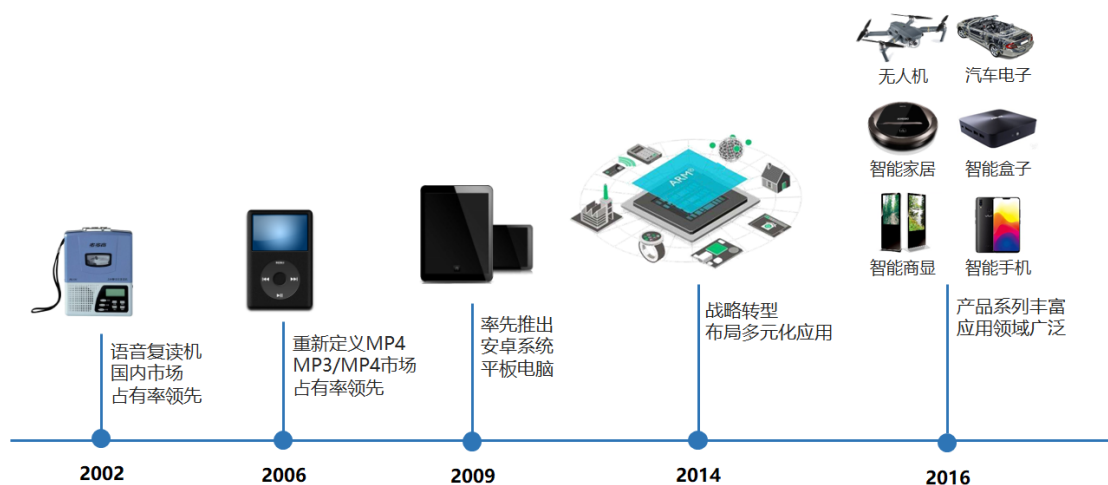 无人机
汽车电子
智能家居
智能盒子
智能商显
智能手机
ARM
语音复读机
国内市场
占有率领先
重新定义MP4
MP3/MP4市场
占有率领先
率先推出
安卓系统
平板电脑
战略转型
布局多元化应用
产品系列丰富
应用领域广泛
2002
2006
2009
2014
2016